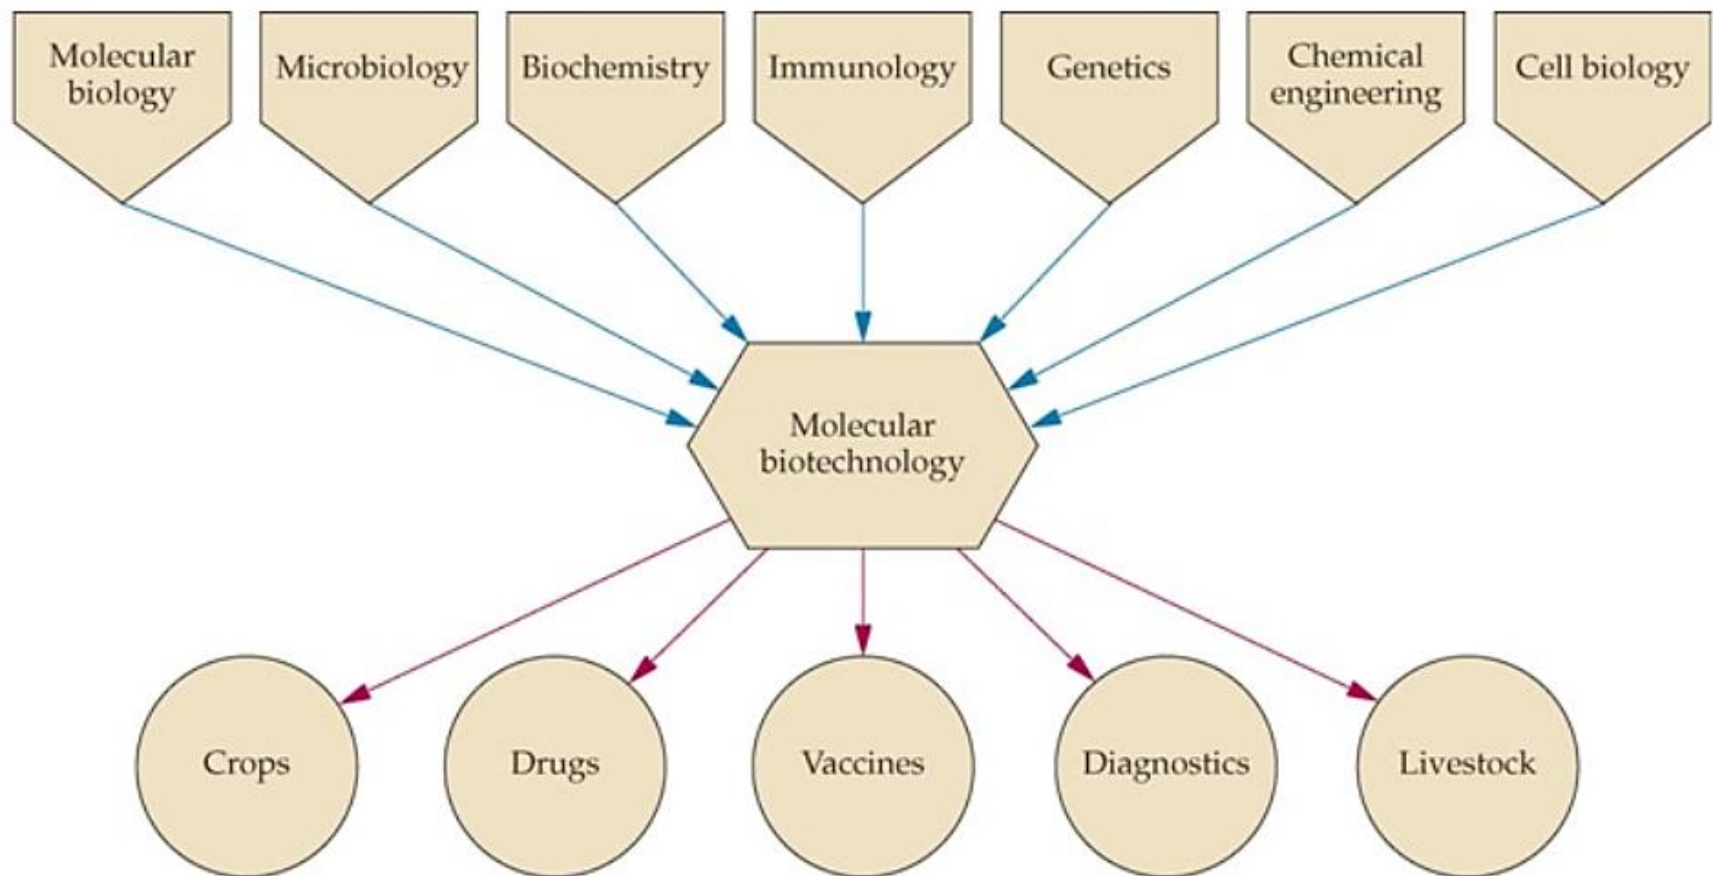 Molecular
biology
Microbiology
Biochemistry
Immunology
Genetics
Chemical
engineering
Cell biology
Molecular
biotechnology
Crops
Drugs
Vaccines
Diagnostics
Livestock